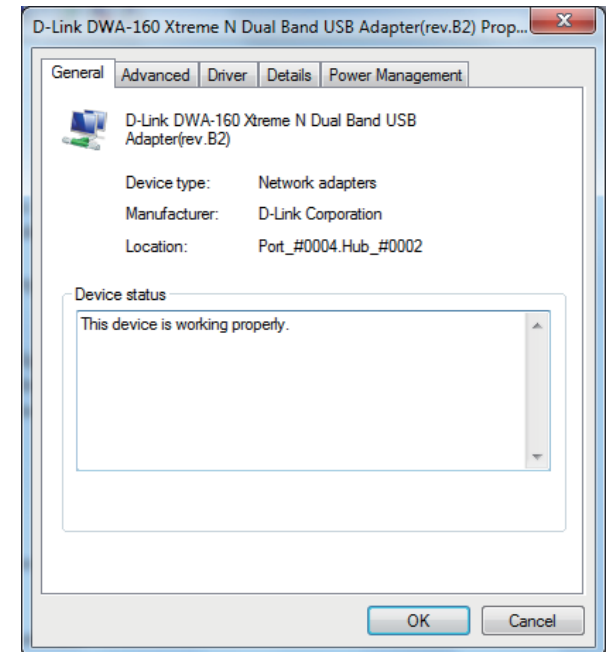 D-Link DWA-160 Xtreme N Dual Band USB Adapter(rev.B2) Prop...
General Advanced Driver Details Power Management
D-Link DWA-160 Xtreme N Dual Band USB
Adapter(rev.B2)
Device type: Network adapters
Manufacturer: D-Link Corporation
Location: Port_#0004.Hub_#0002
Device status
This device is working properly.
OK Cancel